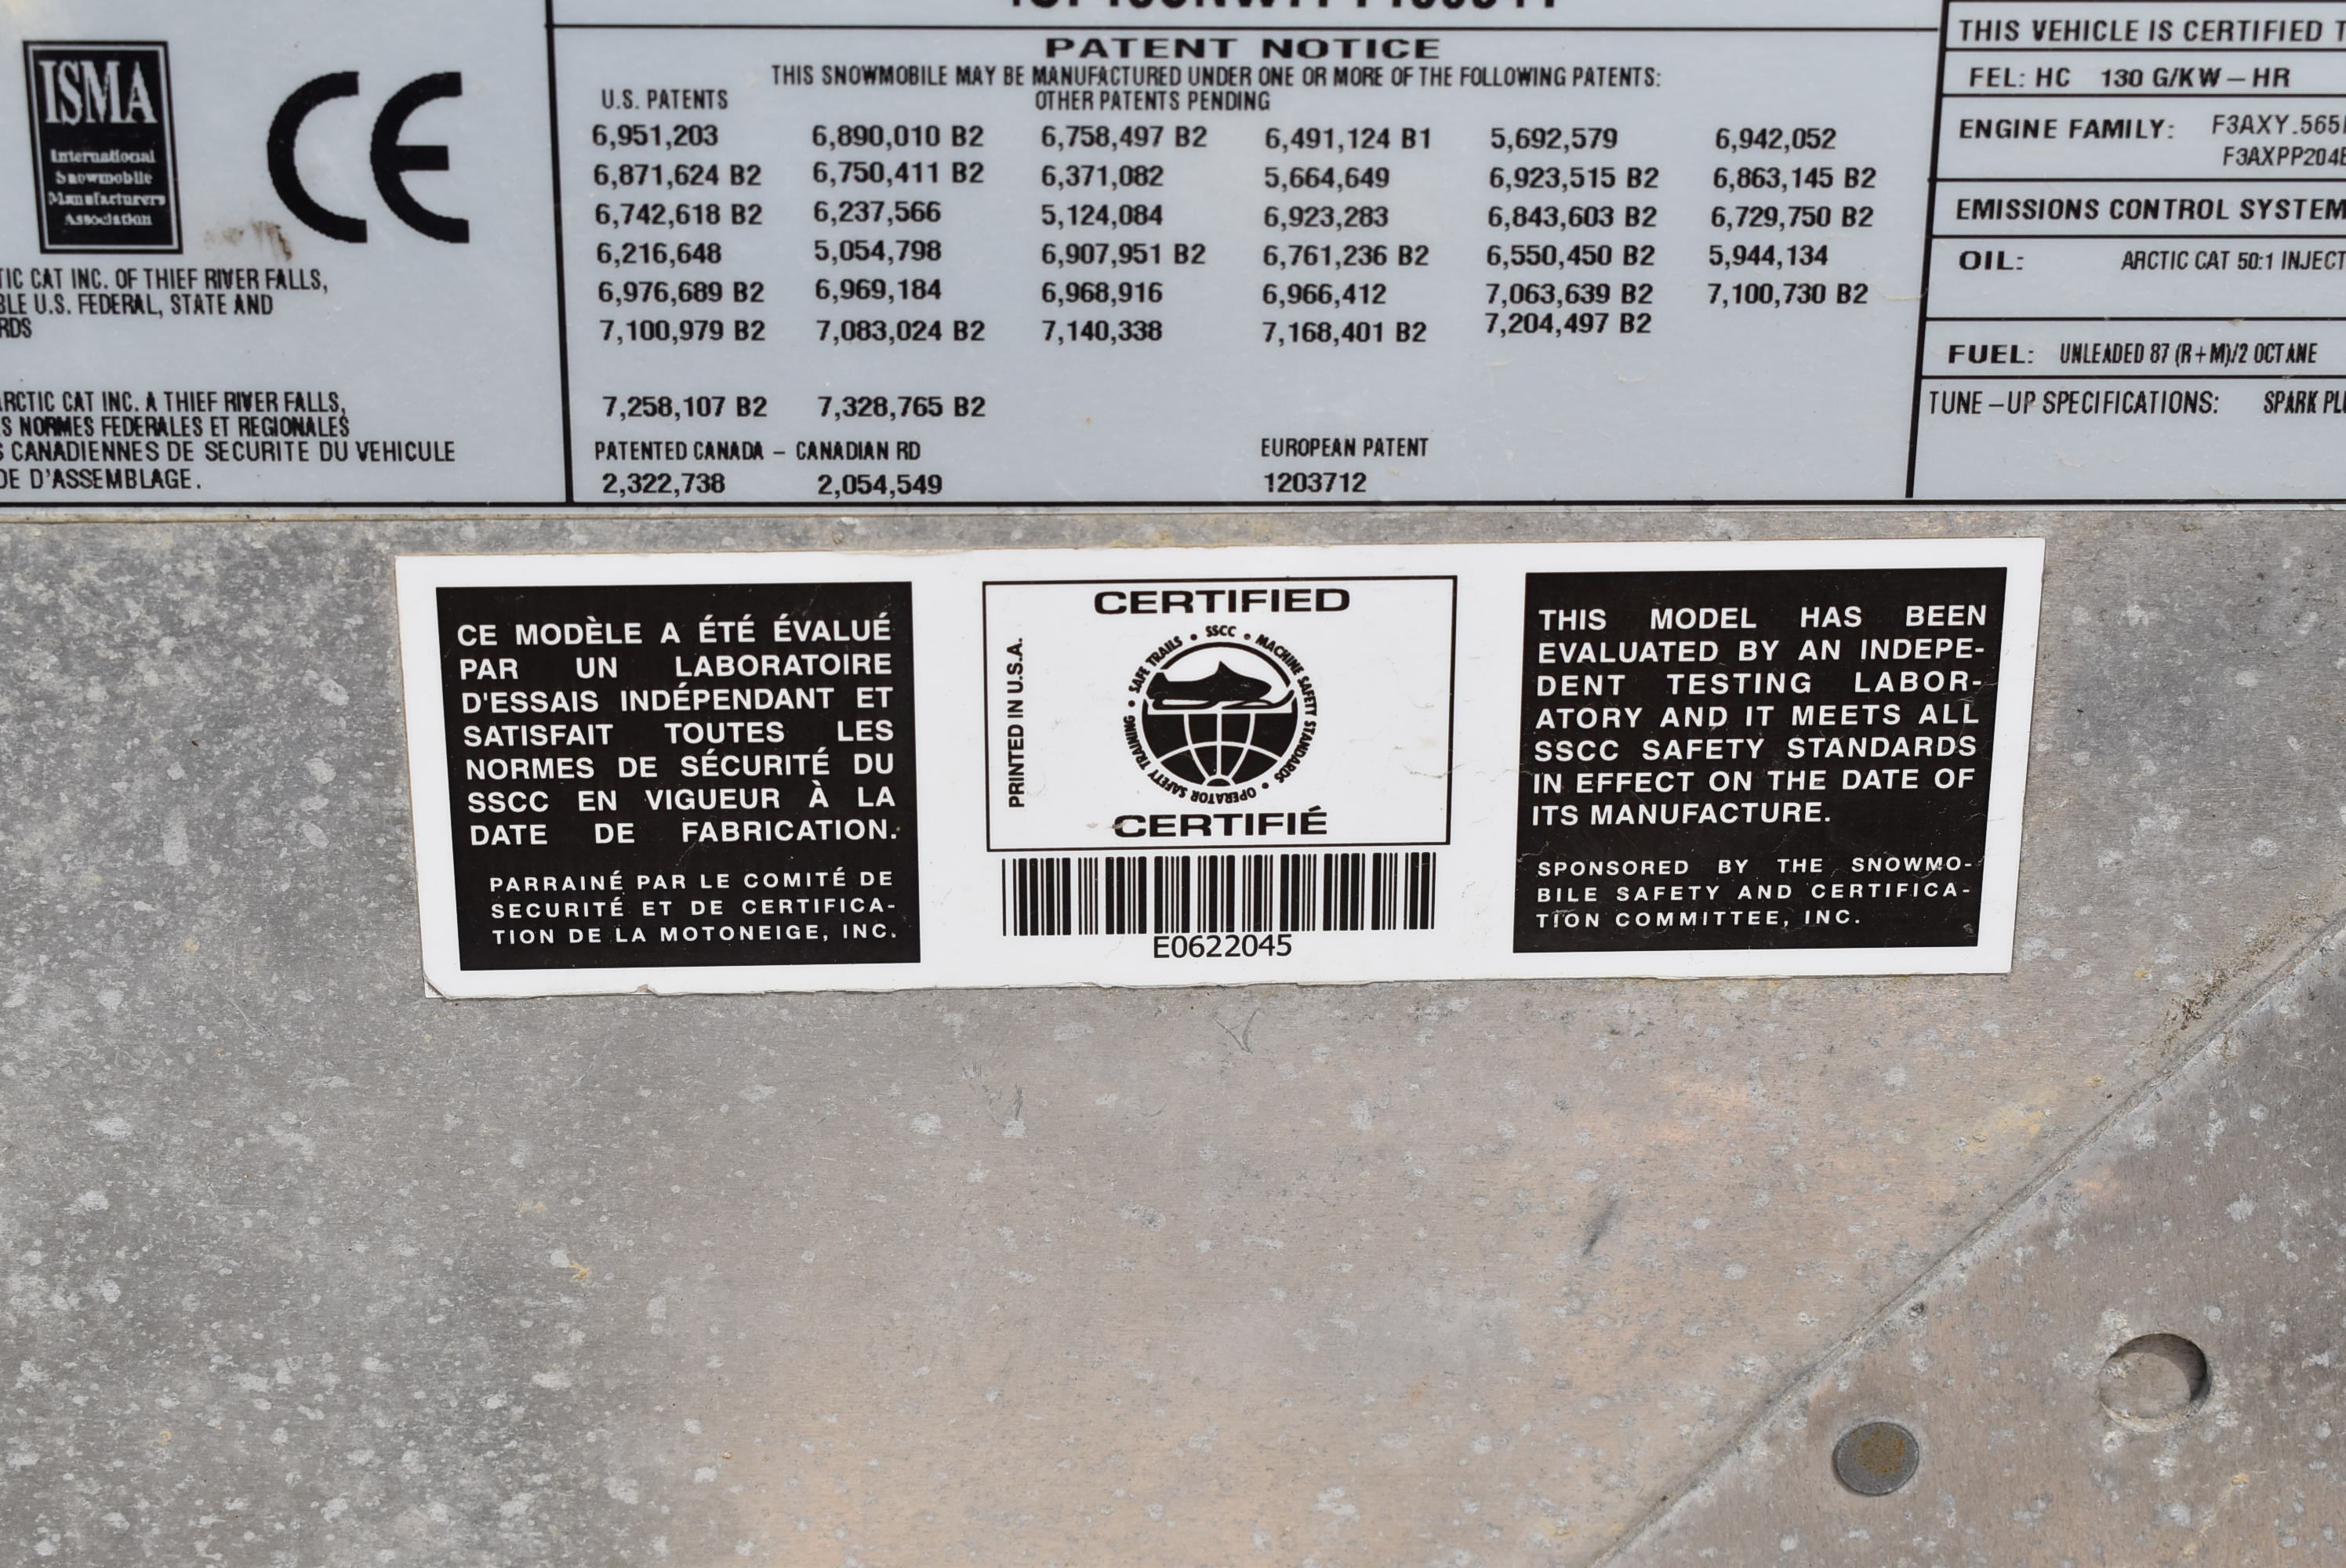 ISMA
International
Snowmobile
Manufacturers
Association
CE
CAT INC. OF THIEF RIVER FALLS,
U.S. FEDERAL, STATE AND
ARCTIC CAT INC. A THIEF RIVER FALLS,
NORMES FEDERALES ET REGIONALES
CANADIENNES DE SECURITE DU VEHICULE
D'ASSEMBLAGE.
PATENT NOTICE
THIS SNOWMOBILE MAY BE MANUFACTURED UNDER ONE OR MORE OF THE FOLLOWING PATENTS:
U.S. PATENTS OTHER PATENTS PENDING
6,951,203 6,890,010 B2 6,758,497 B2 6,491,124 B1 5,692,579 6,942,052
6,871,624 B2 6,750,411 B2 6,371,082 5,664,649 6,923,515 B2 6,863,145 B2
6,742,618 B2 6,237,566 5,124,084 6,923,283 6,843,603 B2 6,729,750 B2
6,216,648 5,054,798 6,907,951 B2 6,761,236 B2 6,550,450 B2 5,944,134
6,976,689 B2 6,969,184 6,968,916 6,966,412 7,063,639 B2 7,100,730 B2
7,100,979 B2 7,083,024 B2 7,140,338 7,168,401 B2 7,204,497 B2
7,258,107 B2 7,328,765 B2
PATENTED CANADA – CANADIAN RD EUROPEAN PATENT
2,322,738 2,054,549 1203712
THIS VEHICLE IS CERTIFIED
FEL: HC 130 G/KW – HR
ENGINE FAMILY: F3AXY.565
F3AXPP204
EMISSIONS CONTROL SYSTEM
OIL: ARCTIC CAT 50:1 INJECT
FUEL: UNLEADED 87 (R+M)/2 OCTANE
TUNE–UP SPECIFICATIONS: SPARK
CE MODÈLE A ÉTÉ ÉVALUÉ
PAR UN LABORATOIRE
D'ESSAIS INDÉPENDANT ET
SATISFAIT TOUTES LES
NORMES DE SÉCURITÉ DU
SSCC EN VIGUEUR À LA
DATE DE FABRICATION.
PARRAINÉ PAR LE COMITÉ DE
SECURITÉ ET DE CERTIFICA-
TION DE LA MOTONEIGE, INC.
CERTIFIED
PRINTED IN U.S.A.
• SSCC • MACHINE SAFETY STANDARDS • OPERATOR SAFETY TRAINING • SAFE TRAILS
CERTIFIÉ
E0622045
THIS MODEL HAS BEEN
EVALUATED BY AN INDEPE-
DENT TESTING LABOR-
ATORY AND IT MEETS ALL
SSCC SAFETY STANDARDS
IN EFFECT ON THE DATE OF
ITS MANUFACTURE.
SPONSORED BY THE SNOWMO-
BILE SAFETY AND CERTIFICA-
TION COMMITTEE, INC.